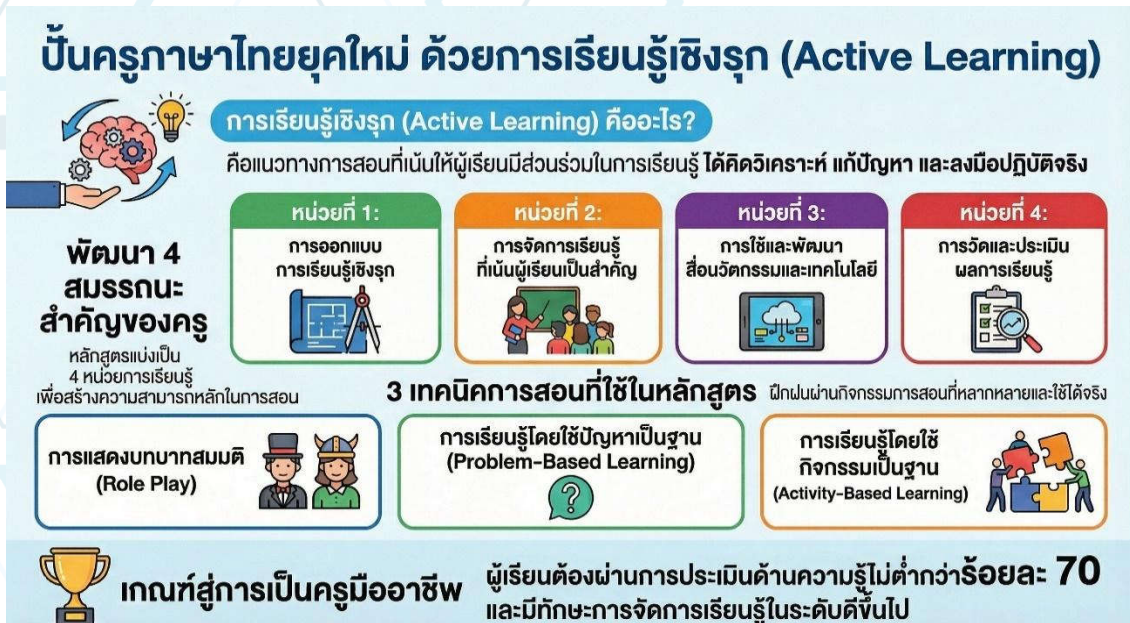 ปั้นครูภาษาไทยยุคใหม่ ด้วยการเรียนรู้เชิงรุก (Active Learning)
การเรียนรู้เชิงรุก (Active Learning) คืออะไร?
คือแนวทางการสอนที่เน้นให้ผู้เรียนมีส่วนร่วมในการเรียนรู้ ได้คิดวิเคราะห์ แก้ปัญหา และลงมือปฏิบัติจริง
พัฒนา 4
สมรรถนะ
สำคัญของครู
หลักสูตรแบ่งเป็น
4 หน่วยการเรียนรู้
เพื่อสร้างความสามารถหลักในการสอน
หน่วยที่ 1:
การออกแบบ
การเรียนรู้เชิงรุก
หน่วยที่ 2:
การจัดการเรียนรู้
ที่เน้นผู้เรียนเป็นสำคัญ
หน่วยที่ 3:
การใช้และพัฒนา
สื่อนวัตกรรมและเทคโนโลยี
หน่วยที่ 4:
การวัดและประเมิน
ผลการเรียนรู้
3 เทคนิคการสอนที่ใช้ในหลักสูตร ฝึกฝนผ่านกิจกรรมการสอนที่หลากหลายและใช้ได้จริง
การแสดงบทบาทสมมติ
(Role Play)
การเรียนรู้โดยใช้ปัญหาเป็นฐาน
(Problem-Based Learning)
?
การเรียนรู้โดยใช้
กิจกรรมเป็นฐาน
(Activity-Based Learning)
เกณฑ์สู่การเป็นครูมืออาชีพ
ผู้เรียนต้องผ่านการประเมินด้านความรู้ไม่ต่ำกว่าร้อยละ 70
และมีทักษะการจัดการเรียนรู้ในระดับดีขึ้นไป